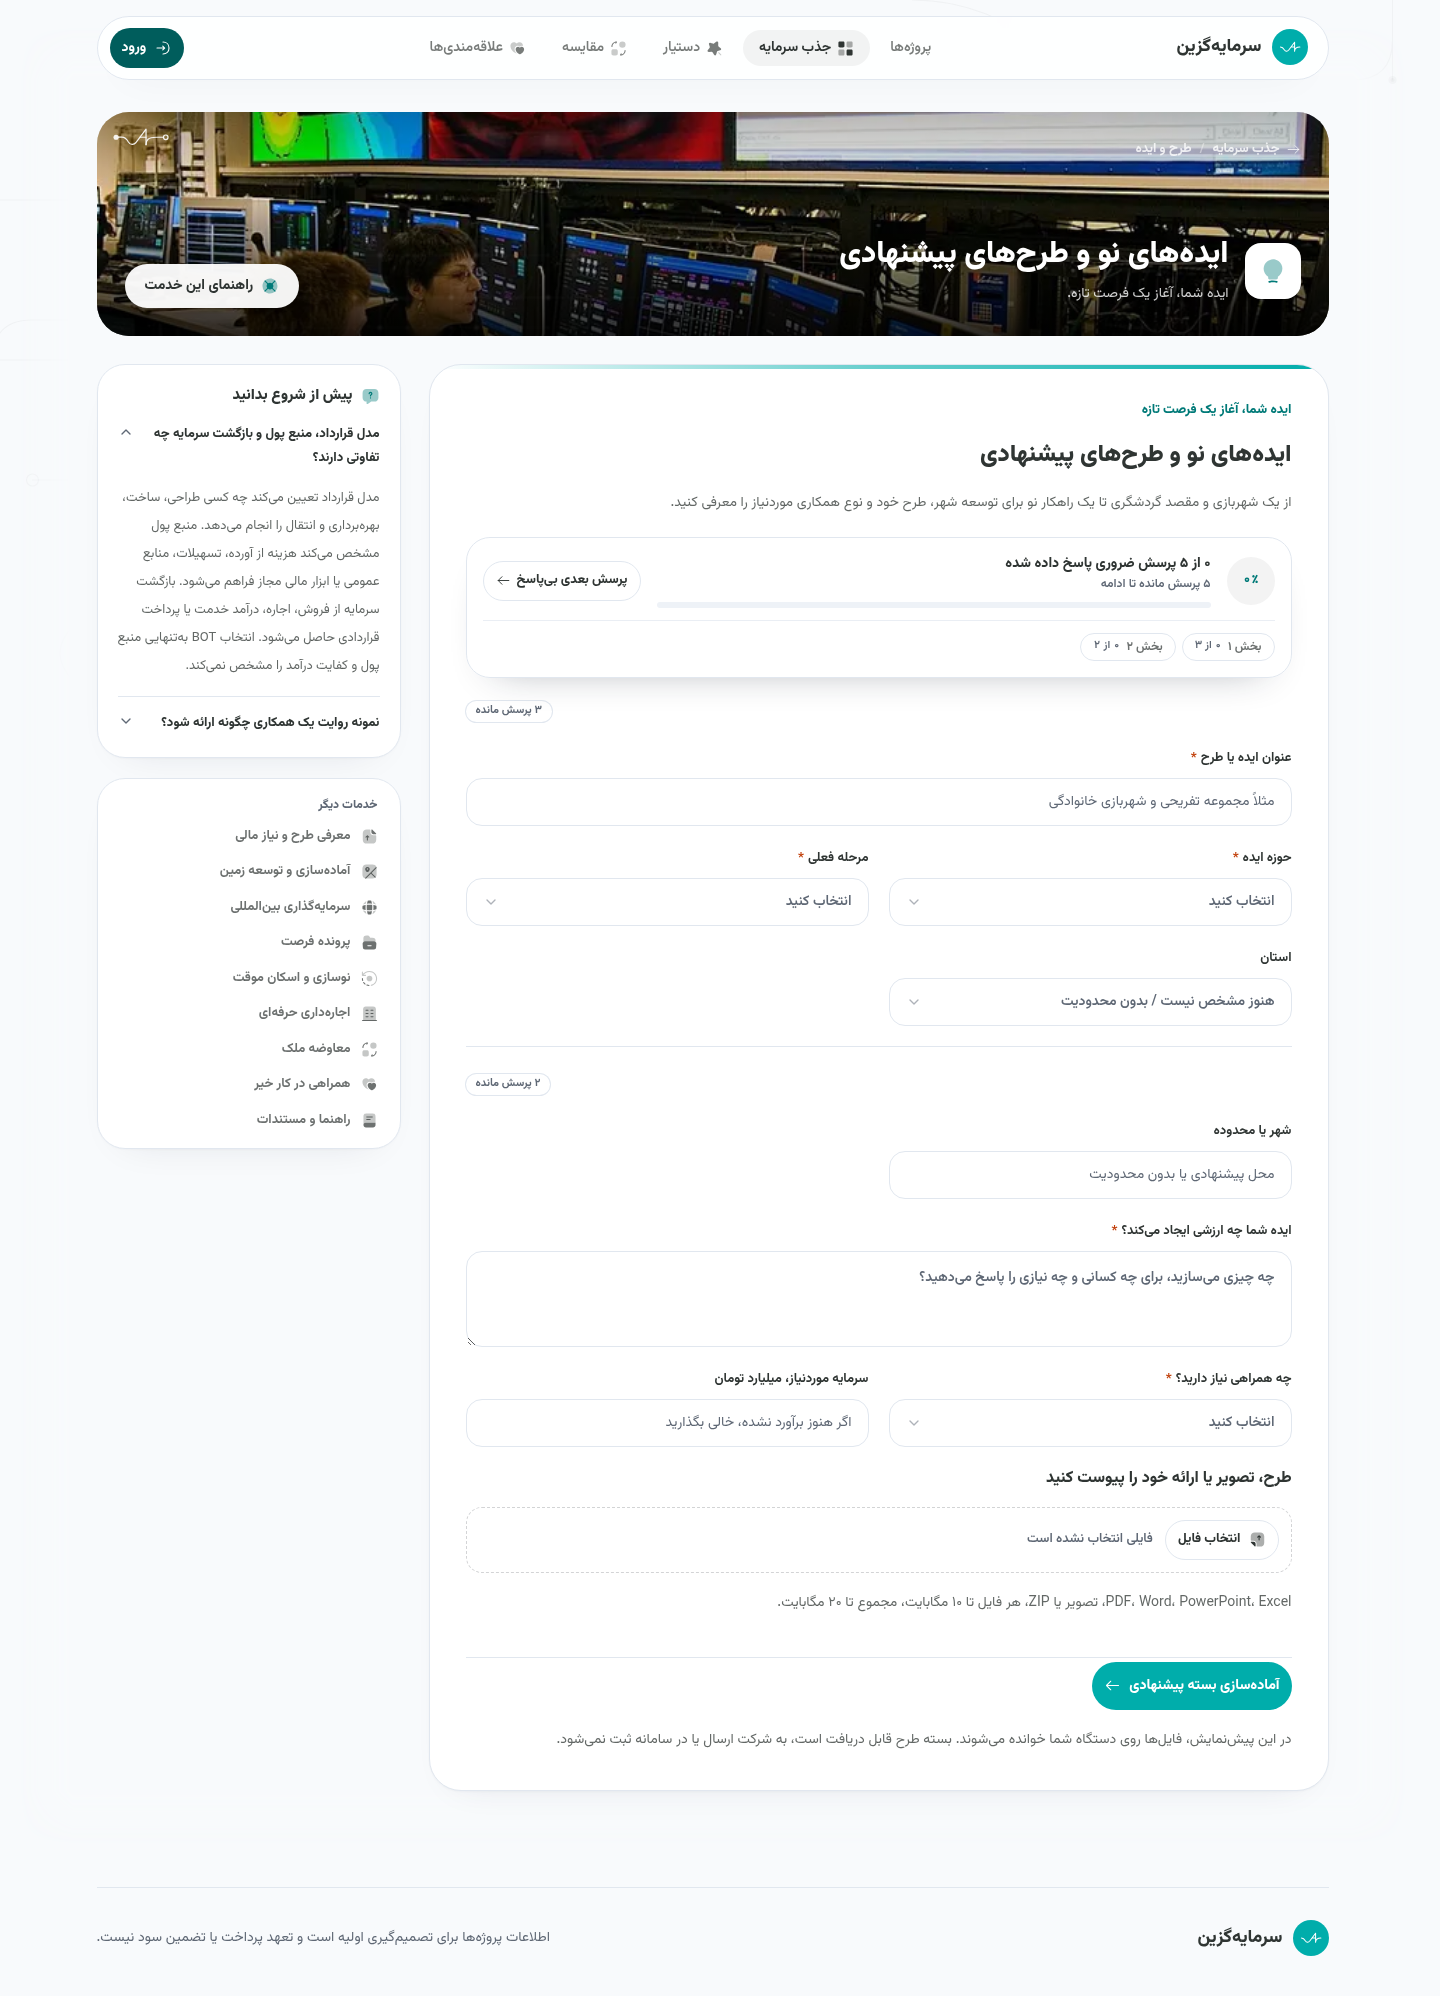 سرمایه‌گزین
پروژه‌ها
جذب سرمایه
دستیار
مقایسه
علاقه‌مندی‌ها
ورود
جذب سرمایه / طرح و ایده
ایده‌های نو و طرح‌های پیشنهادی
ایده شما، آغاز یک فرصت تازه.
راهنمای این خدمت
ایده شما، آغاز یک فرصت تازه
ایده‌های نو و طرح‌های پیشنهادی
از یک شهربازی و مقصد گردشگری تا یک راهکار نو برای توسعه شهر، طرح خود و نوع همکاری موردنیاز را معرفی کنید.
۰٪
۰ از ۵ پرسش ضروری پاسخ داده شده
۵ پرسش مانده تا ادامه
پرسش بعدی بی‌پاسخ
بخش ۱ ۰ از ۳
بخش ۲ ۰ از ۲
۳ پرسش مانده
عنوان ایده یا طرح *
مثلاً مجموعه تفریحی و شهربازی خانوادگی
حوزه ایده *
مرحله فعلی *
انتخاب کنید
انتخاب کنید
استان
هنوز مشخص نیست / بدون محدودیت
۲ پرسش مانده
شهر یا محدوده
محل پیشنهادی یا بدون محدودیت
ایده شما چه ارزشی ایجاد می‌کند؟ *
چه چیزی می‌سازید، برای چه کسانی و چه نیازی را پاسخ می‌دهید؟
چه همراهی نیاز دارید؟ *
سرمایه موردنیاز، میلیارد تومان
انتخاب کنید
اگر هنوز برآورد نشده، خالی بگذارید
طرح، تصویر یا ارائه خود را پیوست کنید
انتخاب فایل
فایلی انتخاب نشده است
PDF، Word، PowerPoint، Excel، تصویر یا ZIP، هر فایل تا ۱۰ مگابایت، مجموع تا ۲۰ مگابایت.
آماده‌سازی بسته پیشنهادی
در این پیش‌نمایش، فایل‌ها روی دستگاه شما خوانده می‌شوند. بسته طرح قابل دریافت است، به شرکت ارسال یا در سامانه ثبت نمی‌شود.
پیش از شروع بدانید
مدل قرارداد، منبع پول و بازگشت سرمایه چه
تفاوتی دارند؟
مدل قرارداد تعیین می‌کند چه کسی طراحی، ساخت،
بهره‌برداری و انتقال را انجام می‌دهد. منبع پول
مشخص می‌کند هزینه از آورده، تسهیلات، منابع
عمومی یا ابزار مالی مجاز فراهم می‌شود. بازگشت
سرمایه از فروش، اجاره، درآمد خدمت یا پرداخت
قراردادی حاصل می‌شود. انتخاب BOT به‌تنهایی منبع
پول و کفایت درآمد را مشخص نمی‌کند.
نمونه روایت یک همکاری چگونه ارائه شود؟
خدمات دیگر
معرفی طرح و نیاز مالی
آماده‌سازی و توسعه زمین
سرمایه‌گذاری بین‌المللی
پرونده فرصت
نوسازی و اسکان موقت
اجاره‌داری حرفه‌ای
معاوضه ملک
همراهی در کار خیر
راهنما و مستندات
سرمایه‌گزین
اطلاعات پروژه‌ها برای تصمیم‌گیری اولیه است و تعهد پرداخت یا تضمین سود نیست.